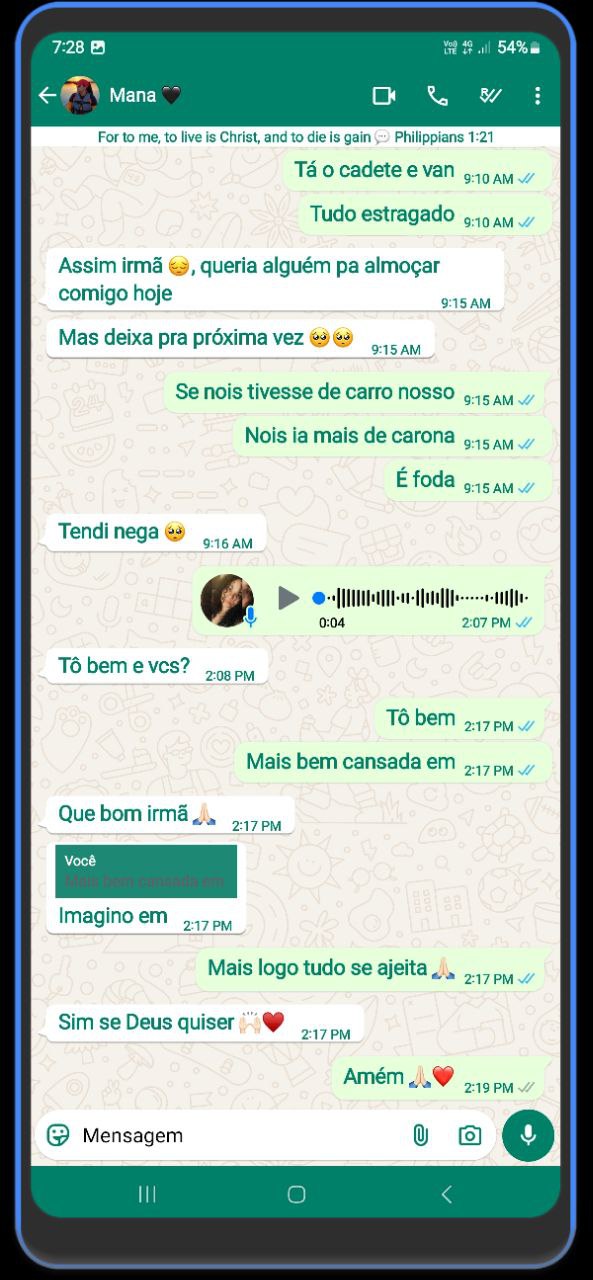 7:28
Voo) 4G
LTE
54%
Mana 🖤
For to me, to live is Christ, and to die is gain 💬 Philippians 1:21
Tá o cadete e van 9:10 AM
Tudo estragado 9:10 AM
Assim irmã 😔, queria alguém pa almoçar
comigo hoje
9:15 AM
Mas deixa pra próxima vez 🥺🥺 9:15 AM
Se nois tivesse de carro nosso 9:15 AM
Nois ia mais de carona 9:15 AM
É foda 9:15 AM
Tendi nega 🥺 9:16 AM
0:04 2:07 PM
Tô bem e vcs? 2:08 PM
Tô bem 2:17 PM
Mais bem cansada em 2:17 PM
Que bom irmã🙏🏻 2:17 PM
Você
Mais bem cansada em
Imagino em 2:17 PM
Mais logo tudo se ajeita🙏🏻 2:17 PM
Sim se Deus quiser 🙌🏻♥️ 2:17 PM
Amém 🙏🏻❤️ 2:19 PM
Mensagem